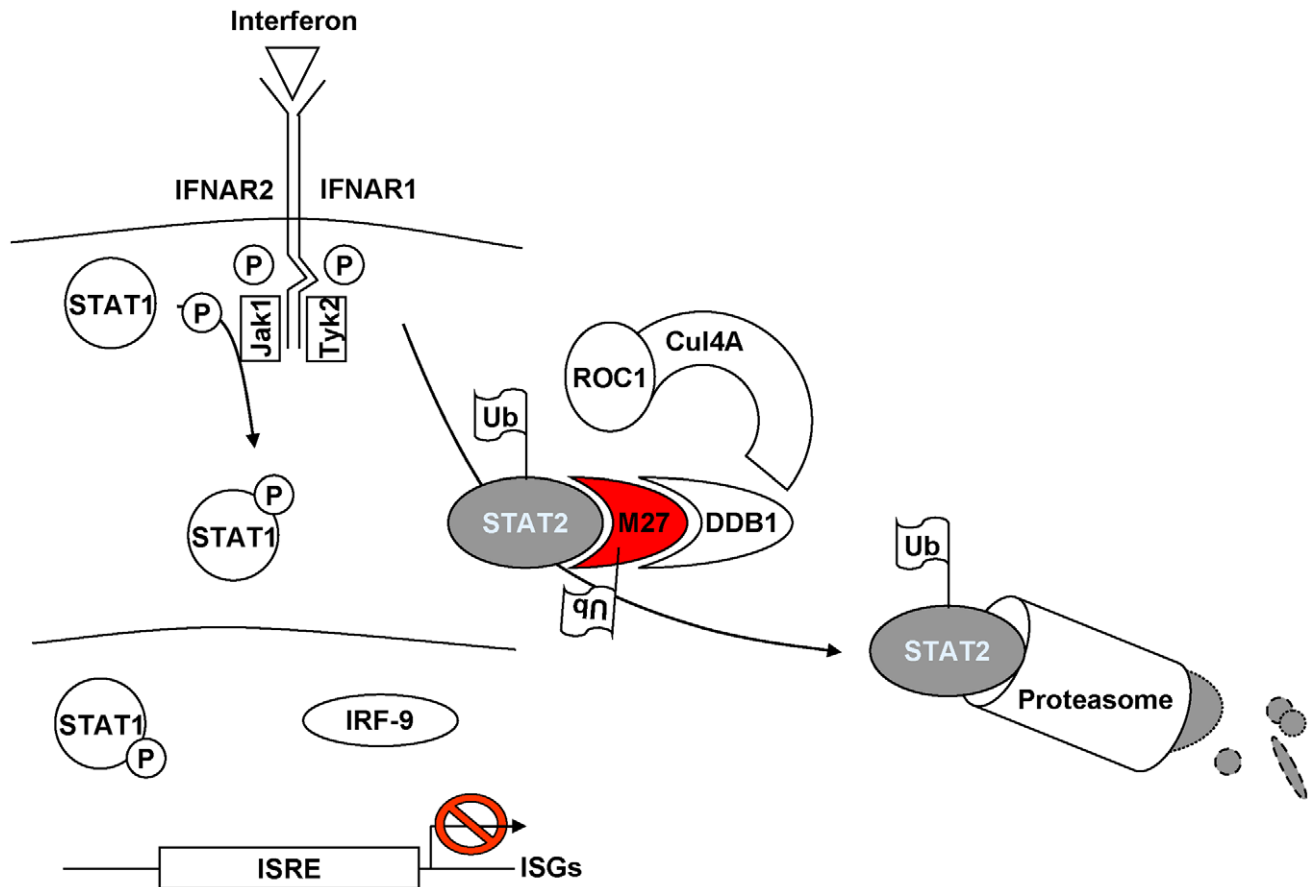 Interferon
IFNAR2
IFNAR1
P
P
STAT1
P
Jak1
Tyk2
Cul4A
ROC1
Ub
P
STAT1
STAT2
M27
DDB1
Ub
Ub
STAT2
Proteasome
STAT1
P
IRF-9
ISRE
ISGs